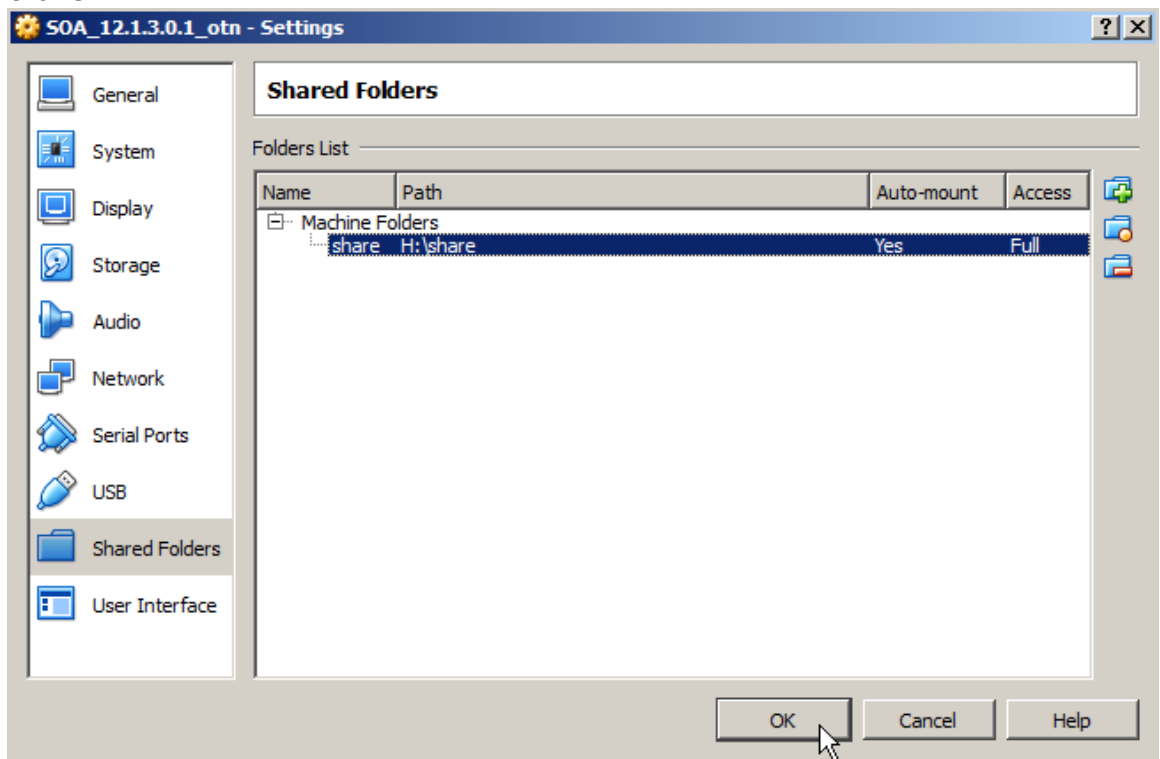 SOA_12.1.3.0.1_otn - Settings
General
System
Display
Storage
Audio
Network
Serial Ports
USB
Shared Folders
User Interface
Shared Folders
Folders List
Name Path Auto-mount Access
Machine Folders
share H:\share Yes Full
OK Cancel Help